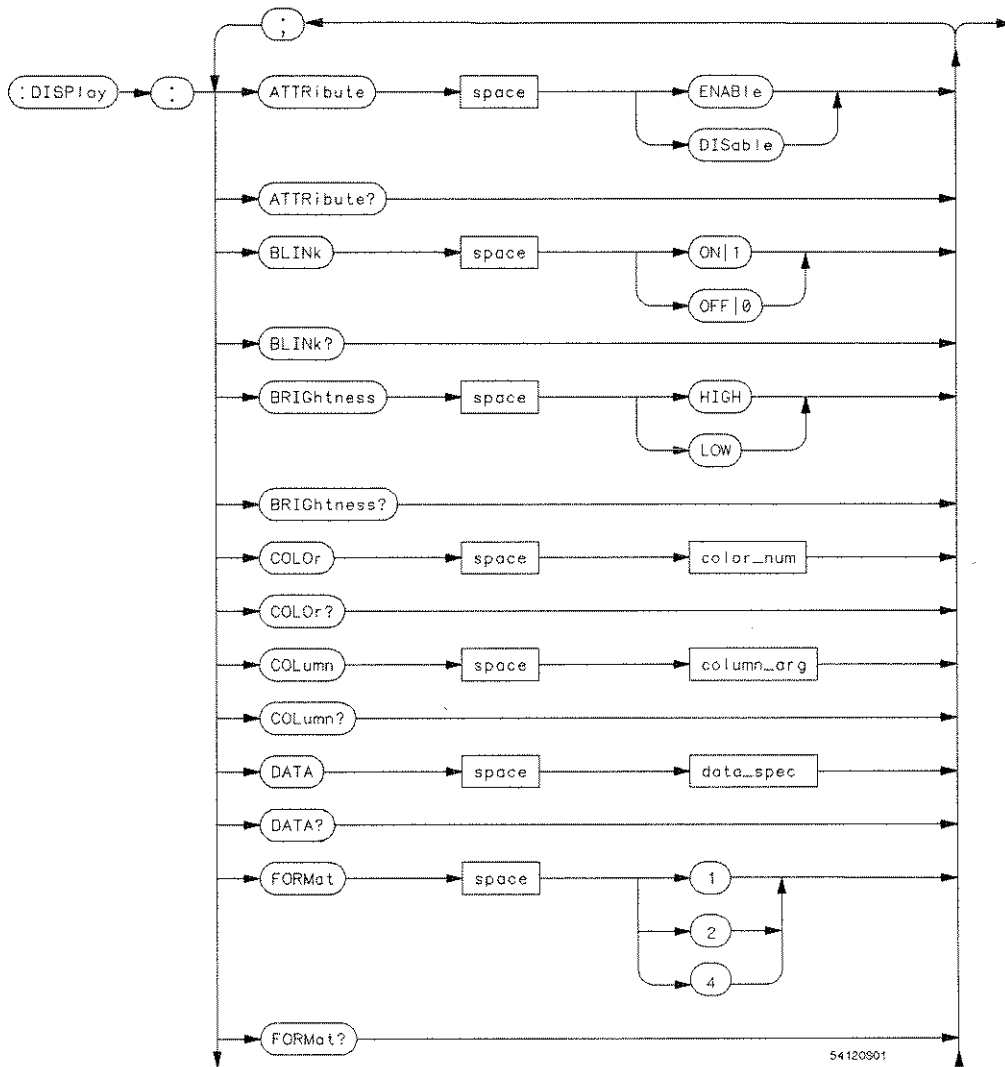 ;
:DISPlay : ATTRibute space ENABle
DISable
ATTRibute?
BLINk space ON|1
OFF|0
BLINk?
BRIGhtness space HIGH
LOW
BRIGhtness?
COLOr space color_num
COLOr?
COLumn space column_arg
COLumn?
DATA space data_spec
DATA?
FORMat space 1
2
4
FORMat?
54120S01